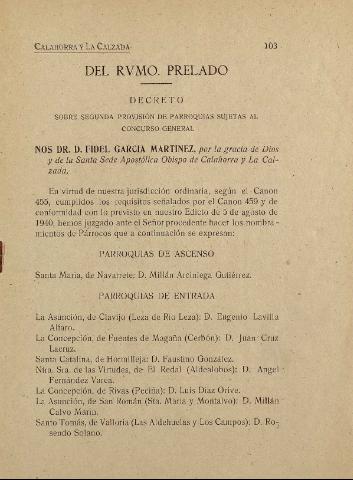 CALAHORRA Y LA CALZADA 103
DEL RVMO. PRELADO
DECRETO
SOBRE SEGUNDA PROVISIÓN DE PARROQUIAS SUJETAS AL
CONCURSO GENERAL
NOS DR. D. FIDEL GARCIA MARTINEZ, por la gracia de Dios
y de la Santa Sede Apostólica Obispo de Calahorra y La Cal-
zada,
En virtud de nuestra jurisdicción ordinaria, según el Canon
455, cumplidos los requisitos señalados por el Canon 459 y de
conformidad con lo previsto en nuestro Edicto de 5 de agosto de
1940, hemos juzgado ante el Señor procedente hacer los nombra-
mientos de Párrocos que a continuación se expresan:
PARROQUIAS DE ASCENSO
Santa María, de Navarrete: D. Millán Arciniega Gutiérrez.
PARROQUIAS DE ENTRADA
La Asunción, de Clavijo (Leza de Río Leza): D. Eugenio Lavilla
Alfaro.
La Concepción, de Fuentes de Magaña (Cerbón): D. Juan Cruz
Lacruz.
Santa Catalina, de Hormilleja: D. Faustino González.
Ntra. Sra. de las Virtudes, de El Redal (Aldealobos): D. Angel
Fernández Varea.
La Concepción, de Rivas (Peciña): D. Luis Díaz Orive.
La Asunción, de San Román (Sta. María y Montalvo): D. Millán
Calvo Marín.
Santo Tomás, de Valloria (Las Aldehuelas y Los Campos): D. Ro-
sendo Solano.